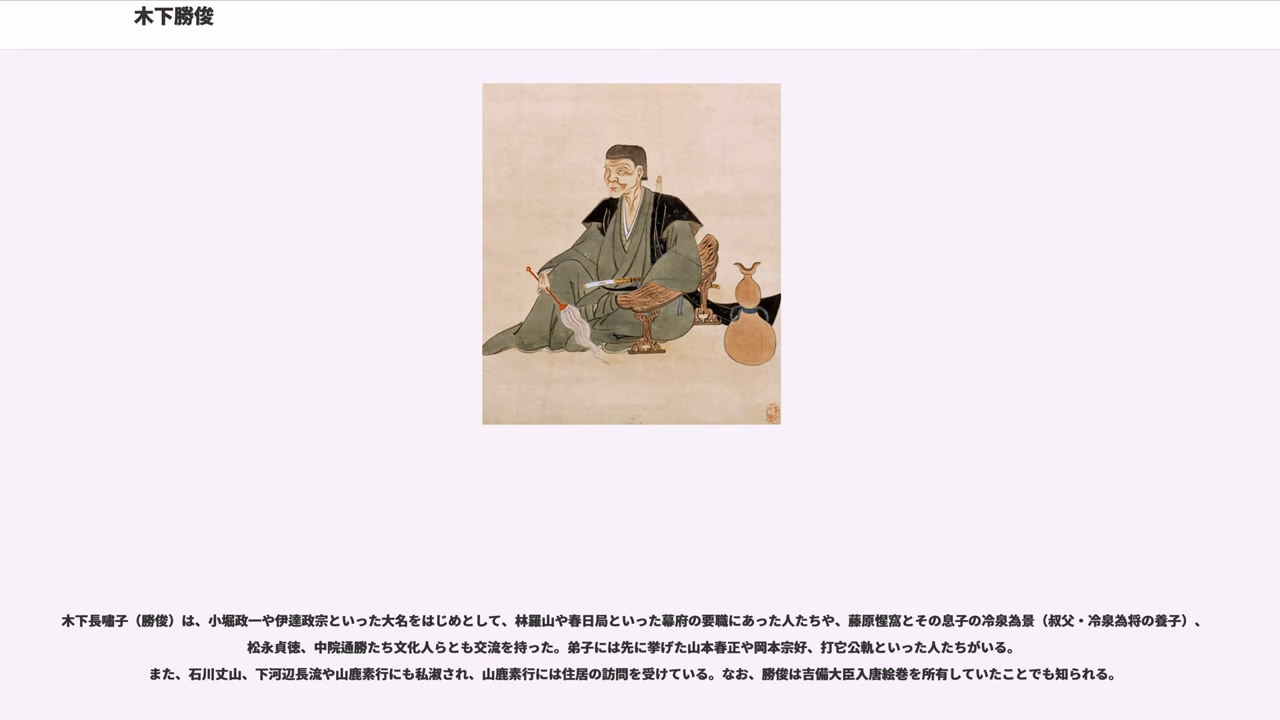 木下勝俊
木下長嘯子（勝俊）は、小堀政一や伊達政宗といった大名をはじめとして、林羅山や春日局といった幕府の要職にあった人たちや、藤原惺窩とその息子の冷泉為景（叔父・冷泉為将の養子）、
松永貞徳、中院通勝たち文化人らとも交流を持った。弟子には先に挙げた山本春正や岡本宗好、打它公軌といった人たちがいる。
また、石川丈山、下河辺長流や山鹿素行にも私淑され、山鹿素行には住居の訪問を受けている。なお、勝俊は吉備大臣入唐絵巻を所有していたことでも知られる。